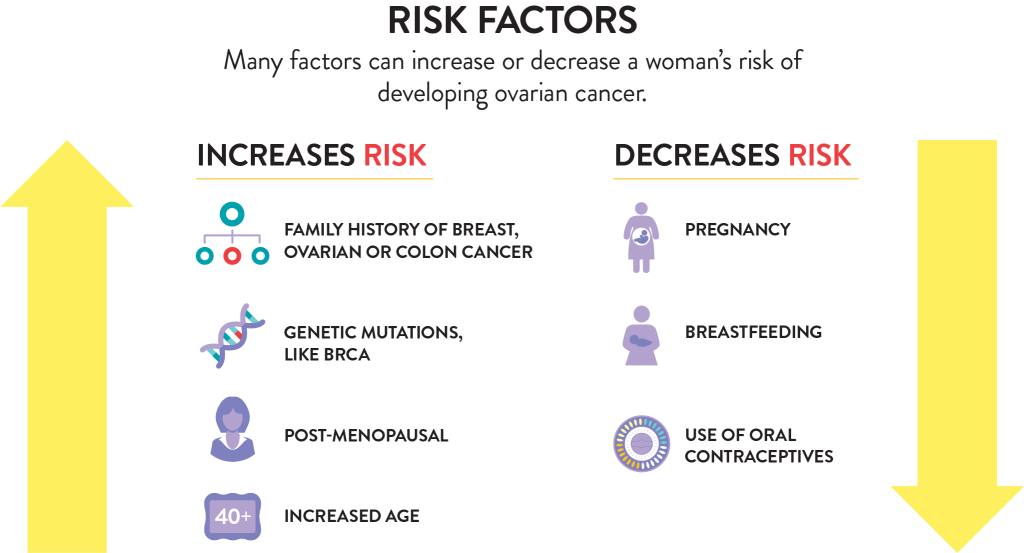 RISK FACTORS
Many factors can increase or decrease a woman's risk of
developing ovarian cancer.
INCREASES RISK
FAMILY HISTORY OF BREAST,
OVARIAN OR COLON CANCER
GENETIC MUTATIONS,
LIKE BRCA
POST-MENOPAUSAL
40+
INCREASED AGE
DECREASES RISK
PREGNANCY
BREASTFEEDING
USE OF ORAL
CONTRACEPTIVES